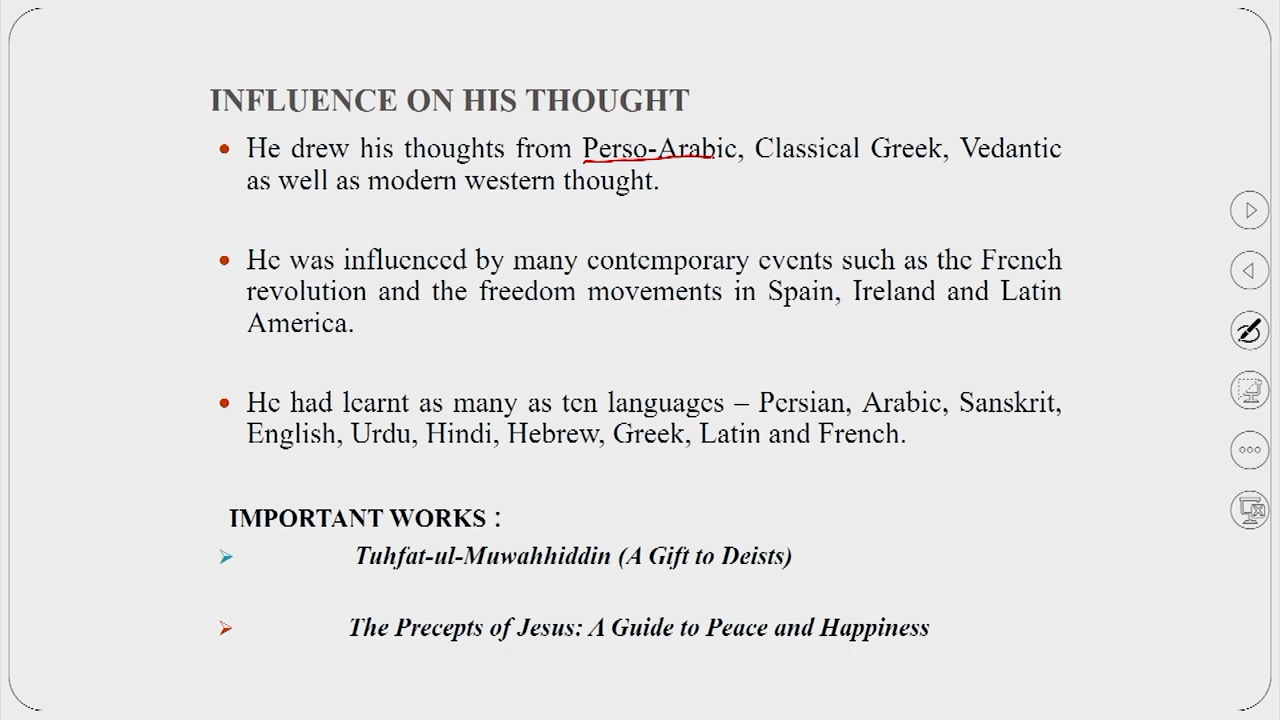 INFLUENCE ON HIS THOUGHT
• He drew his thoughts from Perso-Arabic, Classical Greek, Vedantic
as well as modern western thought.
• He was influenced by many contemporary events such as the French
revolution and the freedom movements in Spain, Ireland and Latin
America.
• He had learnt as many as ten languages – Persian, Arabic, Sanskrit,
English, Urdu, Hindi, Hebrew, Greek, Latin and French.
IMPORTANT WORKS :
➢ Tuhfat-ul-Muwahhiddin (A Gift to Deists)
➢ The Precepts of Jesus: A Guide to Peace and Happiness